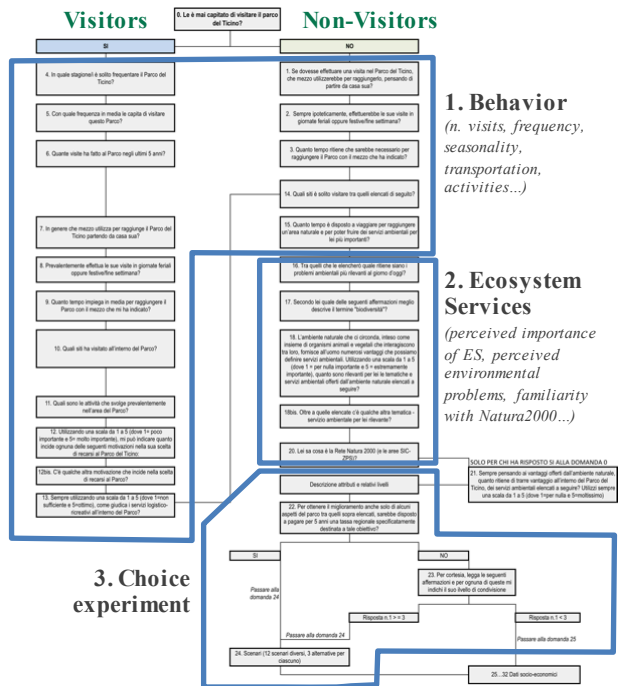 Visitors
Non-Visitors
0. Le è mai capitato di visitare il parco
del Ticino?
SI
NO
4. In quale stagione/i è solito frequentare il Parco del
Ticino?
5. Con quale frequenza in media le capita di visitare
questo Parco?
6. Quante visite ha fatto al Parco negli ultimi 5 anni?
7. In genere che mezzo utilizza per raggiunge il Parco del
Ticino partendo da casa sua?
8. Prevalentemente effettua le sue visite in giornate feriali
oppure festive/fine settimana?
9. Quanto tempo impiega in media per raggiungere il
Parco con il mezzo che mi ha indicato?
10. Quali siti ha visitato all'interno del Parco?
11. Quali sono le attività che svolge prevalentemente
nell'area del Parco?
12. Utilizzando una scala da 1 a 5 (dove 1= poco
importante e 5= molto importante), mi può indicare quanto
incide ognuna delle seguenti motivazioni nella sua scelta
di recarsi al Parco del Ticino
12bis. C'è qualche altra motivazione che incide nella scelta
di recarsi al Parco?
13. Sempre utilizzando una scala da 1 a 5 (dove 1=non
sufficiente e 5=ottimo), come giudica i servizi logistico-
ricreativi all'interno del Parco?
1. Se dovesse effettuare una visita nel Parco del Ticino,
che mezzo utilizzerebbe per raggiungerlo, pensando di
partire da casa sua?
2. Sempre ipoteticamente, effettuerebbe le sue visite in
giornate feriali oppure festive/fine settimana?
3. Quanto tempo ritiene che sarebbe necessario per
raggiungere il Parco con il mezzo che ha indicato?
14. Quali siti è solito visitare tra quelli elencati di seguito?
15. Quanto tempo è disposto a viaggiare per raggiungere
un'area naturale e per poter fruire dei servizi ambientali per
lei più importanti?
16. Tra quelli che le elencherò quale ritiene siano i
problemi ambientali più rilevanti al giorno d'oggi?
17. Secondo lei quale delle seguenti affermazioni meglio
descrive il termine "biodiversità"?
18. L'ambiente naturale che ci circonda, inteso come
insieme di organismi animali e vegetali che interagiscono
tra loro, fornisce all'uomo numerosi vantaggi che possiamo
definire servizi ambientali. Utilizzando una scala da 1 a 5
(dove 1 = per nulla importante e 5 = estremamente
importante), quanto sono rilevanti per lei le tematiche e
servizi ambientali offerti dall'ambiente naturale elencati a
seguire?
18bis. Oltre a quelle elencate c'è qualche altra tematica -
servizio ambientale per lei rilevante?
20. Lei sa cosa è la Rete Natura 2000 (e le aree SIC-
ZPS)?
SOLO PER CHI HA RISPOSTO SI ALLA DOMANDA 0
21. Sempre pensando ai vantaggi offerti dall'ambiente naturale,
quanto ritiene di trarre vantaggio all'interno del Parco del
Ticino, dei servizi ambientali elencati a seguire? Utilizzi sempre
una scala da 1 a 5 (dove 1=per nulla e 5=moltissimo)
Descrizione attributi e relativi livelli
22. Per ottenere il miglioramento anche solo di alcuni
aspetti del parco tra quelli sopra elencati, sarebbe disposto
a pagare per 5 anni una tassa regionale specificamente
destinata a tale obiettivo?
SI
NO
23. Per cortesia, legga le seguenti
affermazioni e per ognuna di queste mi
indichi il suo livello di condivisione
Passare alla
domanda 24
Risposta n.1 >= 3
Risposta n.1 < 3
Passare alla domanda 24
Passare alla domanda 25
24. Scenari (12 scenari diversi, 3 alternative per
ciascuno)
25…32 Dati socio-economici
1. Behavior
(n. visits, frequency,
seasonality,
transportation,
activities…)
2. Ecosystem
Services
(perceived importance
of ES, perceived
environmental
problems, familiarity
with Natura2000…)
3. Choice
experiment